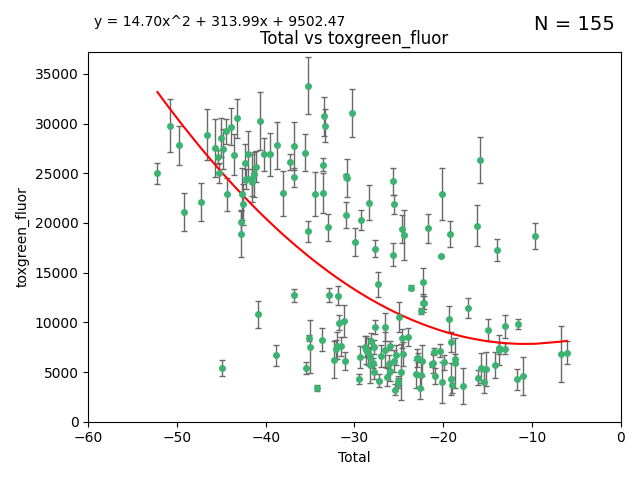 y = 14.70x^2 + 313.99x + 9502.47
N = 155
Total vs toxgreen_fluor
35000
30000
25000
20000
15000
10000
5000
0
toxgreen_fluor
−60 −50 −40 −30 −20 −10 0
Total